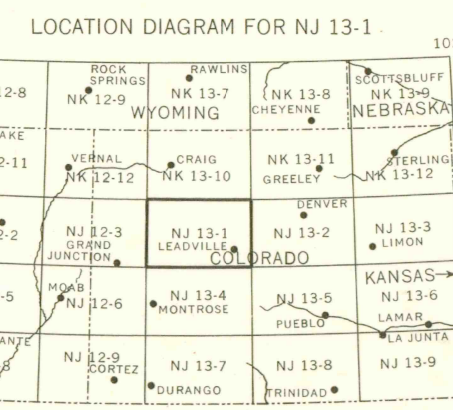 LOCATION DIAGRAM FOR NJ 13-1
10
ROCK SPRINGS
RAWLINS
SCOTTSBLUFF
12-8
NK 12-9
NK 13-7
NK 13-8
NK 13-9
WYOMING
CHEYENNE
NEBRASKA
AKE
12-11
VERNAL
NK 12-12
CRAIG
NK 13-10
NK 13-11
GREELEY
STERLING
NK 13-12
DENVER
2-2
NJ 12-3
GRAND JUNCTION
NJ 13-1
LEADVILLE
NJ 13-2
NJ 13-3
LIMON
COLORADO
KANSAS
-5
MOAB
NJ 12-6
NJ 13-4
MONTROSE
NJ 13-5
PUEBLO
NJ 13-6
LAMAR
LA JUNTA
ANTE
8
NJ 12-9
CORTEZ
NJ 13-7
DURANGO
NJ 13-8
TRINIDAD
NJ 13-9